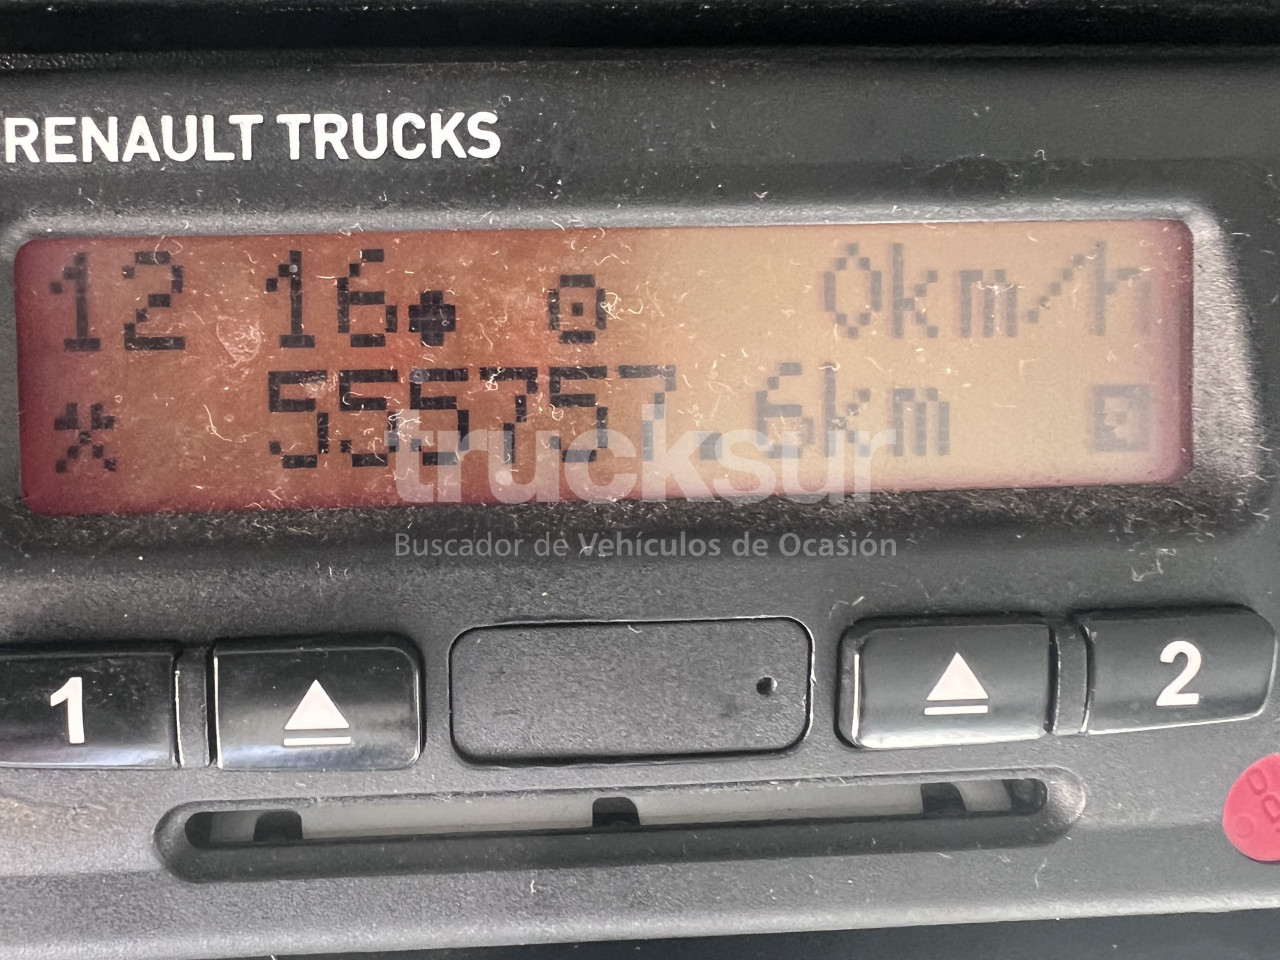 RENAULT TRUCKS
12 16 0km/h
555757.6km
trucksur
Buscador de Vehículos de Ocasión
1 2